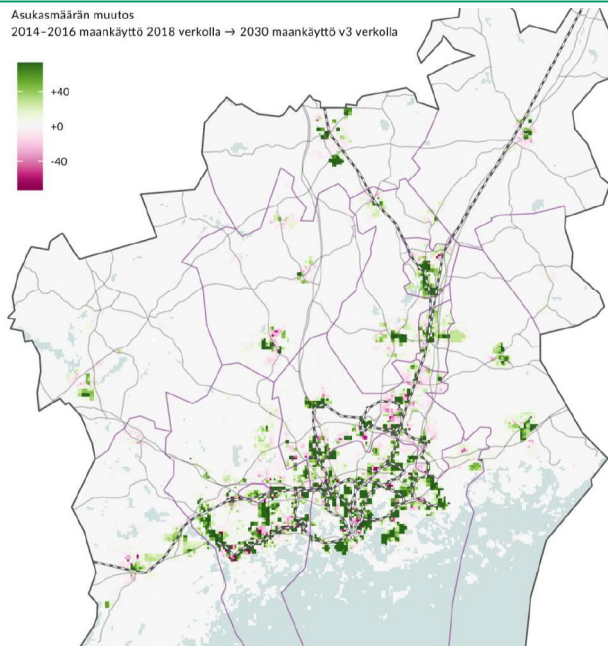 Asukasmäärän muutos
2014–2016 maankäyttö 2018 verkolla → 2030 maankäyttö v3 verkolla
+40
+0
-40